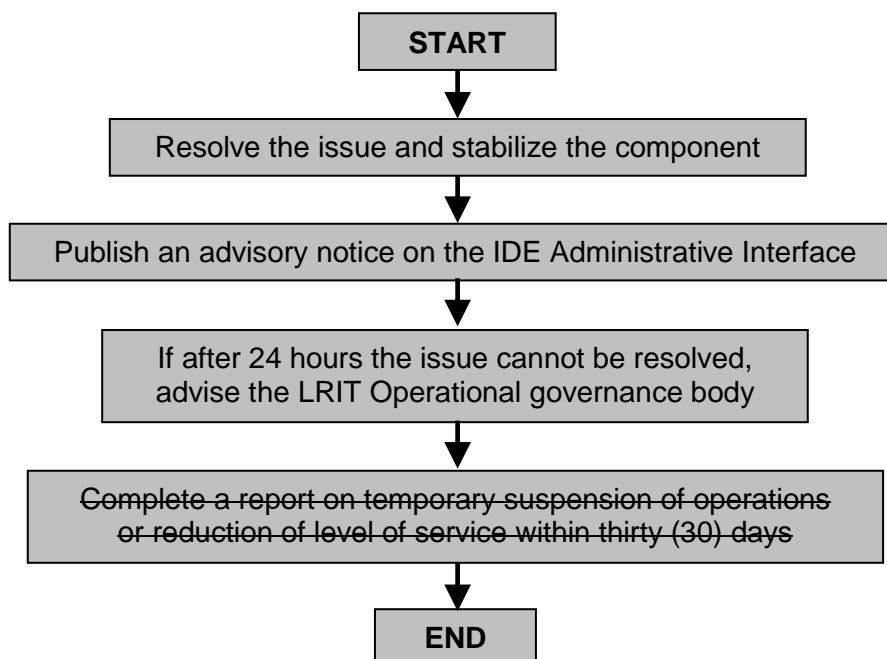 START
Resolve the issue and stabilize the component
Publish an advisory notice on the IDE Administrative Interface
If after 24 hours the issue cannot be resolved,
advise the LRIT Operational governance body
Complete a report on temporary suspension of operations
or reduction of level of service within thirty (30) days
END